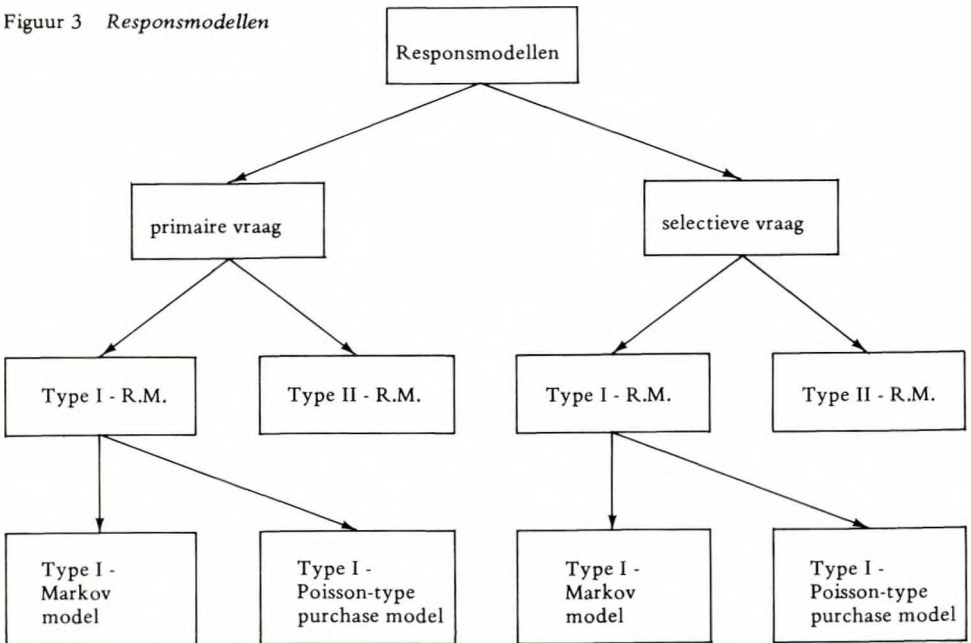 Figuur 3 Responsmodellen
Responsmodellen
primaire vraag
selectieve vraag
Type I - R.M.
Type II - R.M.
Type I - R.M.
Type II - R.M.
Type I -
Markov
model
Type I -
Poisson-type
purchase model
Type I -
Markov
model
Type I -
Poisson-type
purchase model